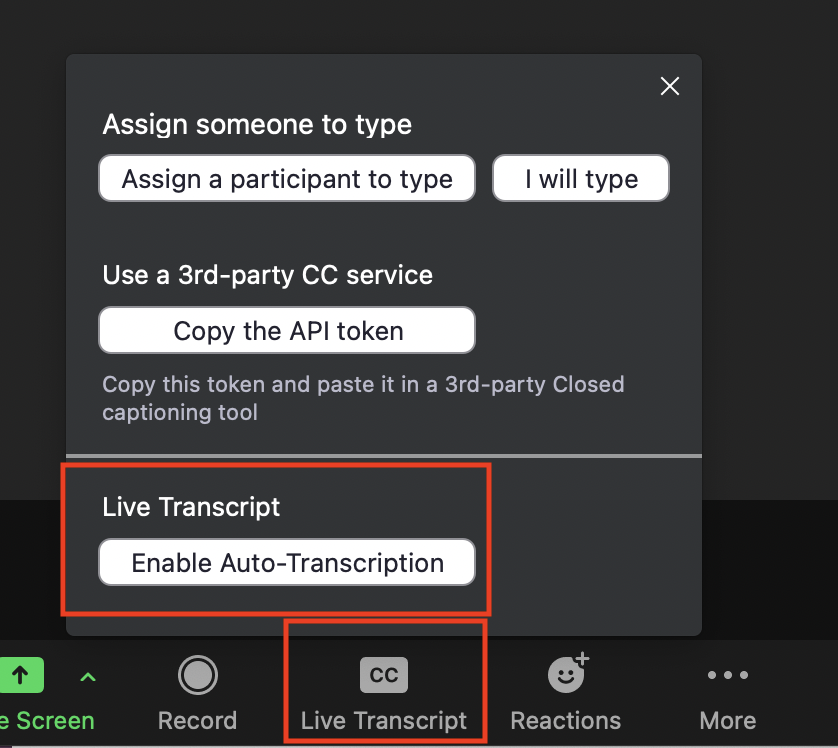 Assign someone to type
Assign a participant to type I will type
Use a 3rd-party CC service
Copy the API token
Copy this token and paste it in a 3rd-party Closed
captioning tool
Live Transcript
Enable Auto-Transcription
CC
e Screen Record Live Transcript Reactions More